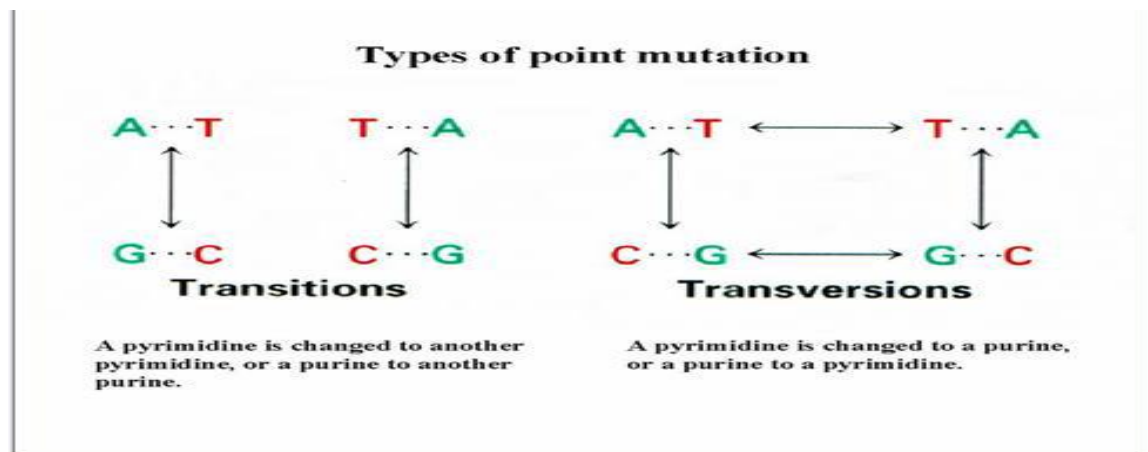 Types of point mutation
A···T T···A A···T T···A
G···C C···G C···G G···C
Transitions Transversions
A pyrimidine is changed to another
pyrimidine, or a purine to another
purine.
A pyrimidine is changed to a purine,
or a purine to a pyrimidine.